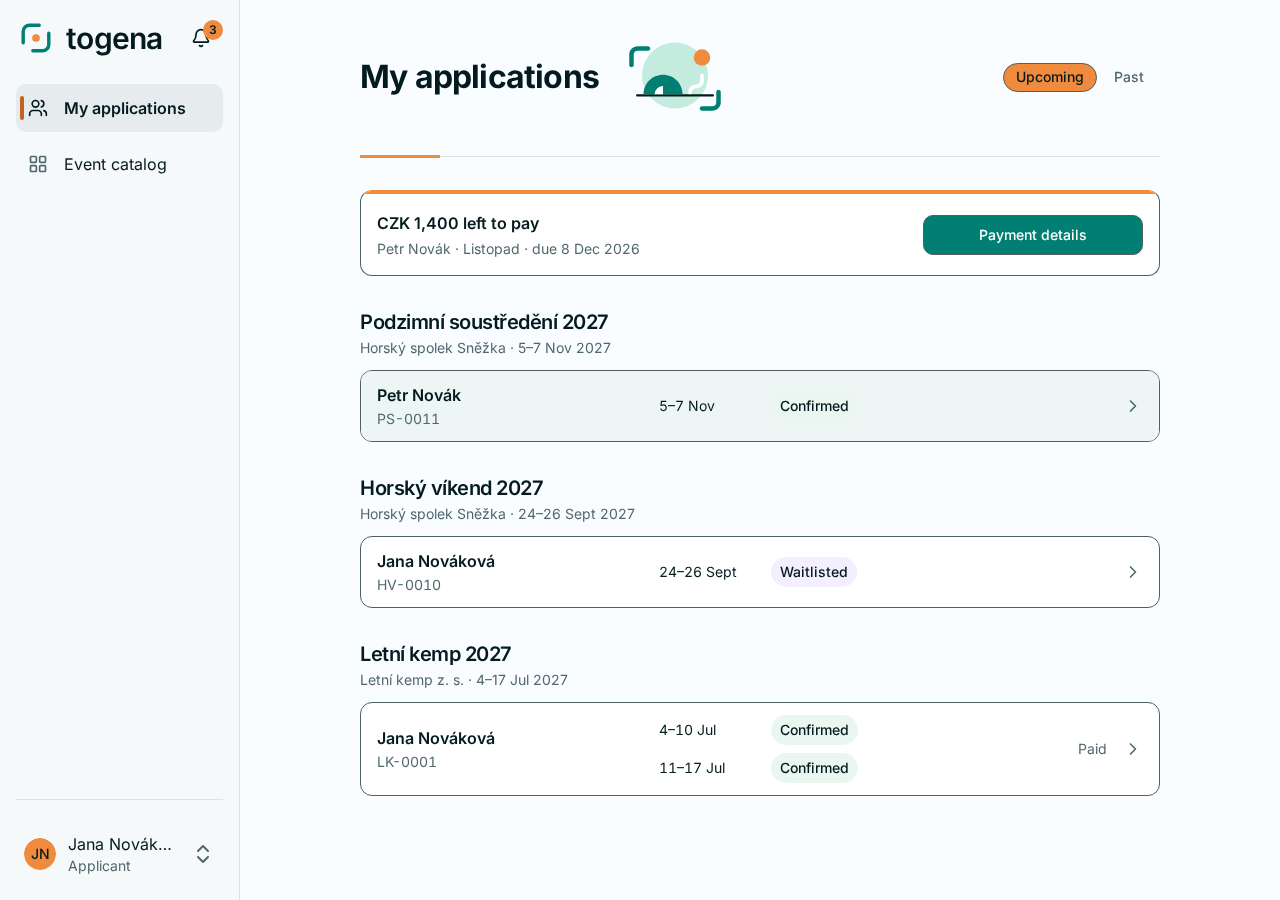 togena
3
My applications
Event catalog
My applications
Upcoming
Past
CZK 1,400 left to pay
Petr Novák · Listopad · due 8 Dec 2026
Payment details
Podzimní soustředění 2027
Horský spolek Sněžka · 5–7 Nov 2027
Petr Novák
PS-0011
5–7 Nov
Confirmed
Horský víkend 2027
Horský spolek Sněžka · 24–26 Sept 2027
Jana Nováková
HV-0010
24–26 Sept
Waitlisted
Letní kemp 2027
Letní kemp z. s. · 4–17 Jul 2027
Jana Nováková
LK-0001
4–10 Jul
Confirmed
11–17 Jul
Confirmed
Paid
JN
Jana Novák...
Applicant